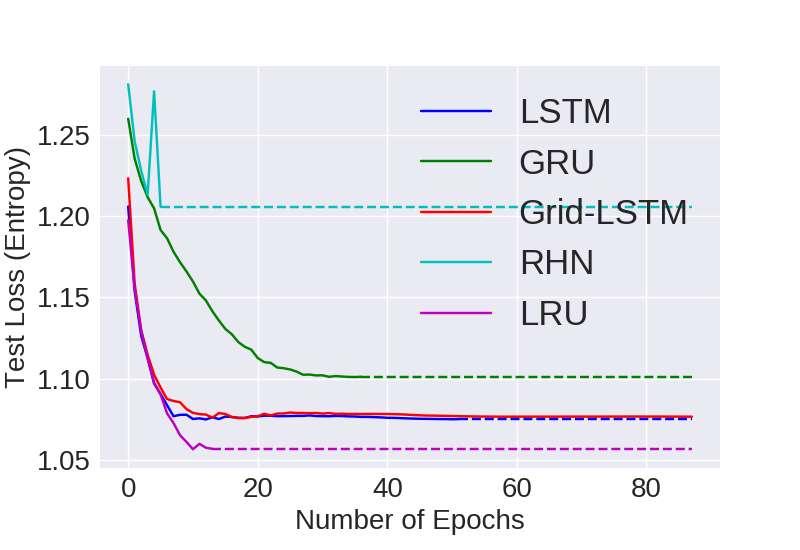 LSTM
GRU
Grid-LSTM
RHN
LRU
1.25
1.20
1.15
1.10
1.05
Test Loss (Entropy)
0 20 40 60 80
Number of Epochs